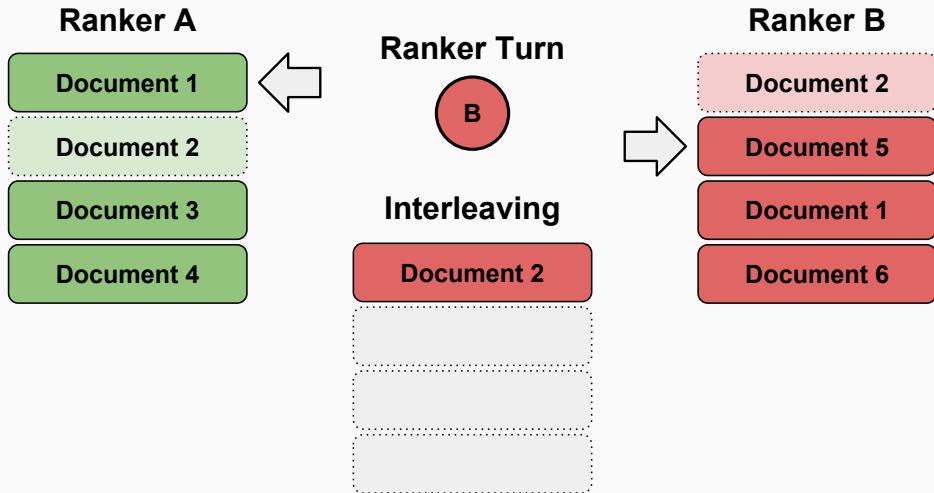 Ranker A
Document 1
Document 2
Document 3
Document 4
Ranker Turn
B
Interleaving
Document 2
Ranker B
Document 2
Document 5
Document 1
Document 6